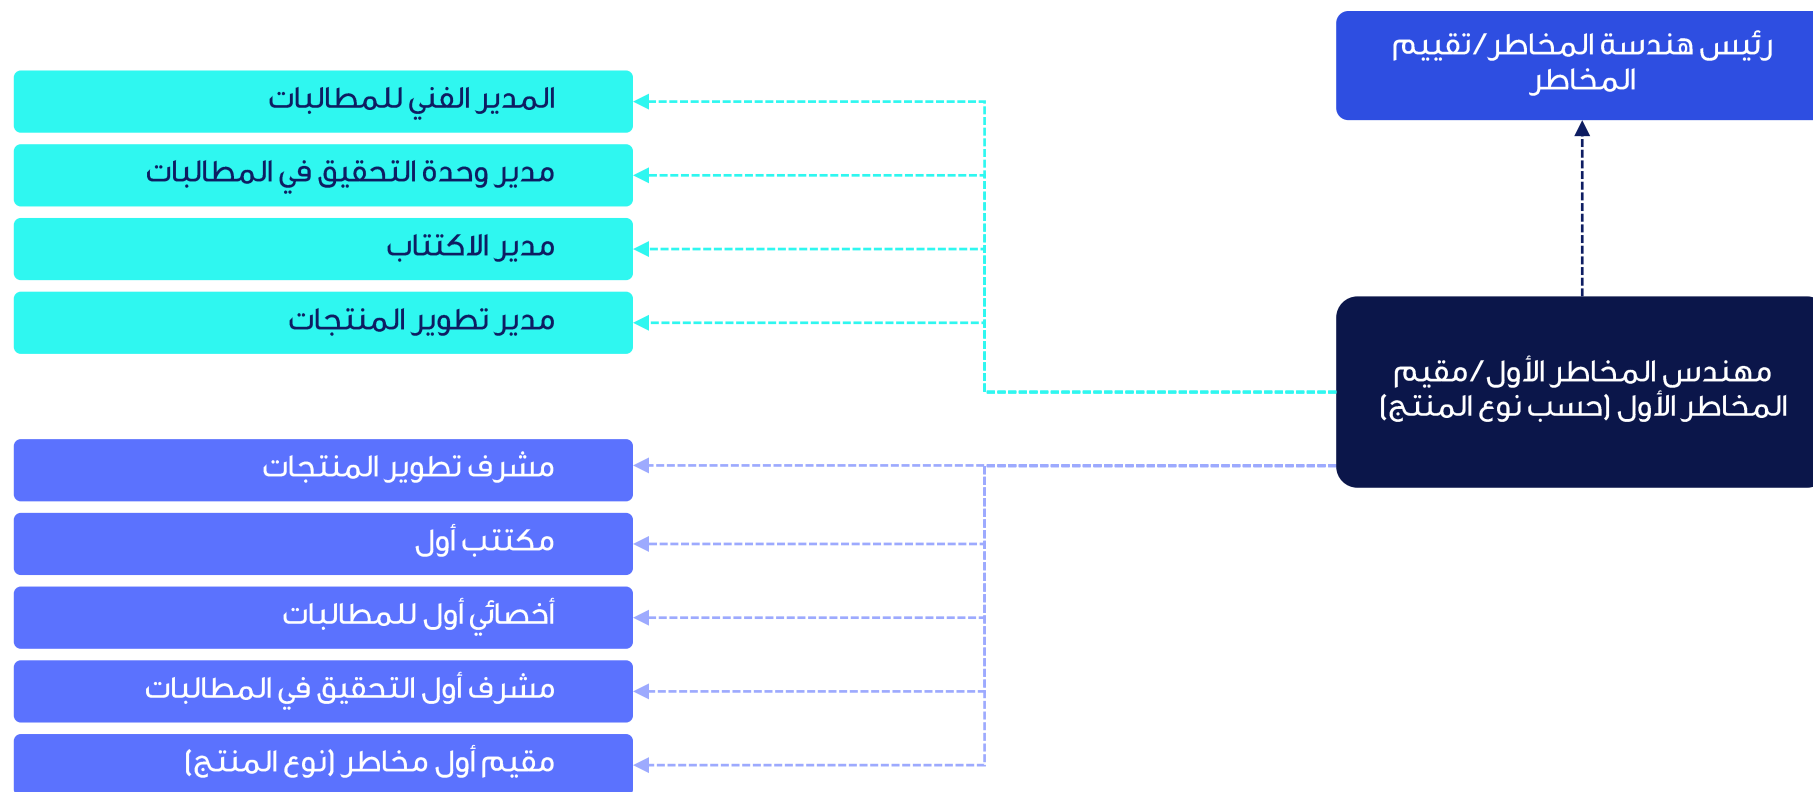 رئيس هندسة المخاطر/تقييم
المخاطر
مهندس المخاطر الأول/مقيم
المخاطر الأول (حسب نوع المنتج)
المدير الفني للمطالبات
مدير وحدة التحقيق في المطالبات
مدير الاكتتاب
مدير تطوير المنتجات
مشرف تطوير المنتجات
مكتتب أول
أخصائي أول للمطالبات
مشرف أول التحقيق في المطالبات
مقيم أول مخاطر (نوع المنتج)